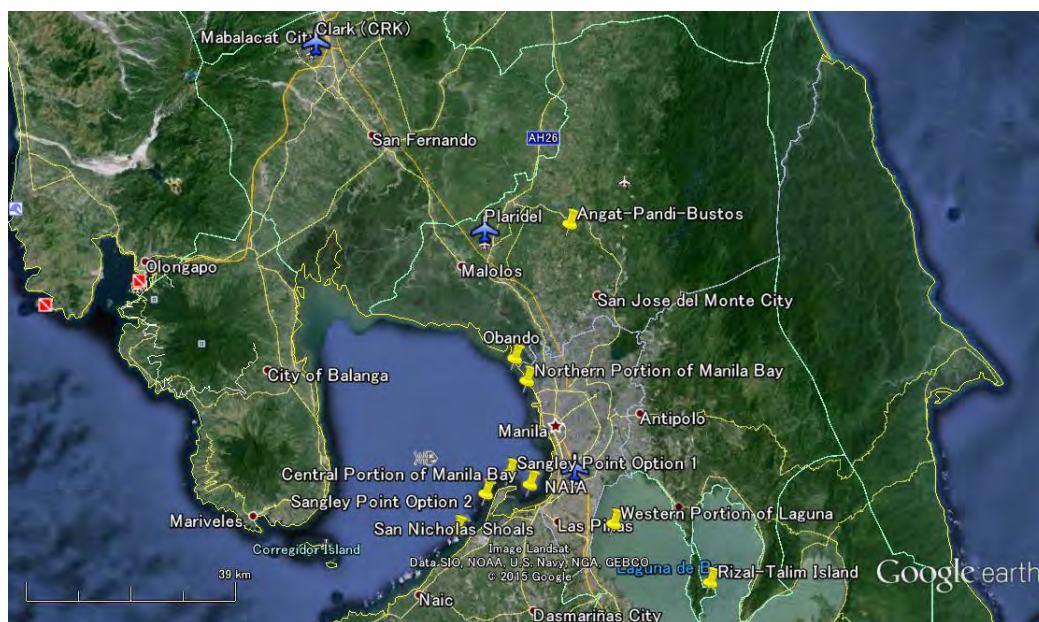 Clark (CRK)
Mabalacat City
San Fernando
AH26
Plaridel
Angat-Pandi-Bustos
Olongapo
Malolos
San Jose del Monte City
Obando
Northern Portion of Manila Bay
City of Balanga
Antipolo
Manila
Sangley Point Option 1
Central Portion of Manila Bay
NAIA
Sangley Point Option 2
Western Portion of Laguna
Mariveles
San Nicholas Shoals
Las Piñas
Corregidor Island
Image Landsat
Data SIO, NOAA, U.S. Navy, NGA, GEBCO
© 2015 Google
Laguna de B
Rizal-Talim Island
Google earth
39 km
Naic
Dasmariñas City